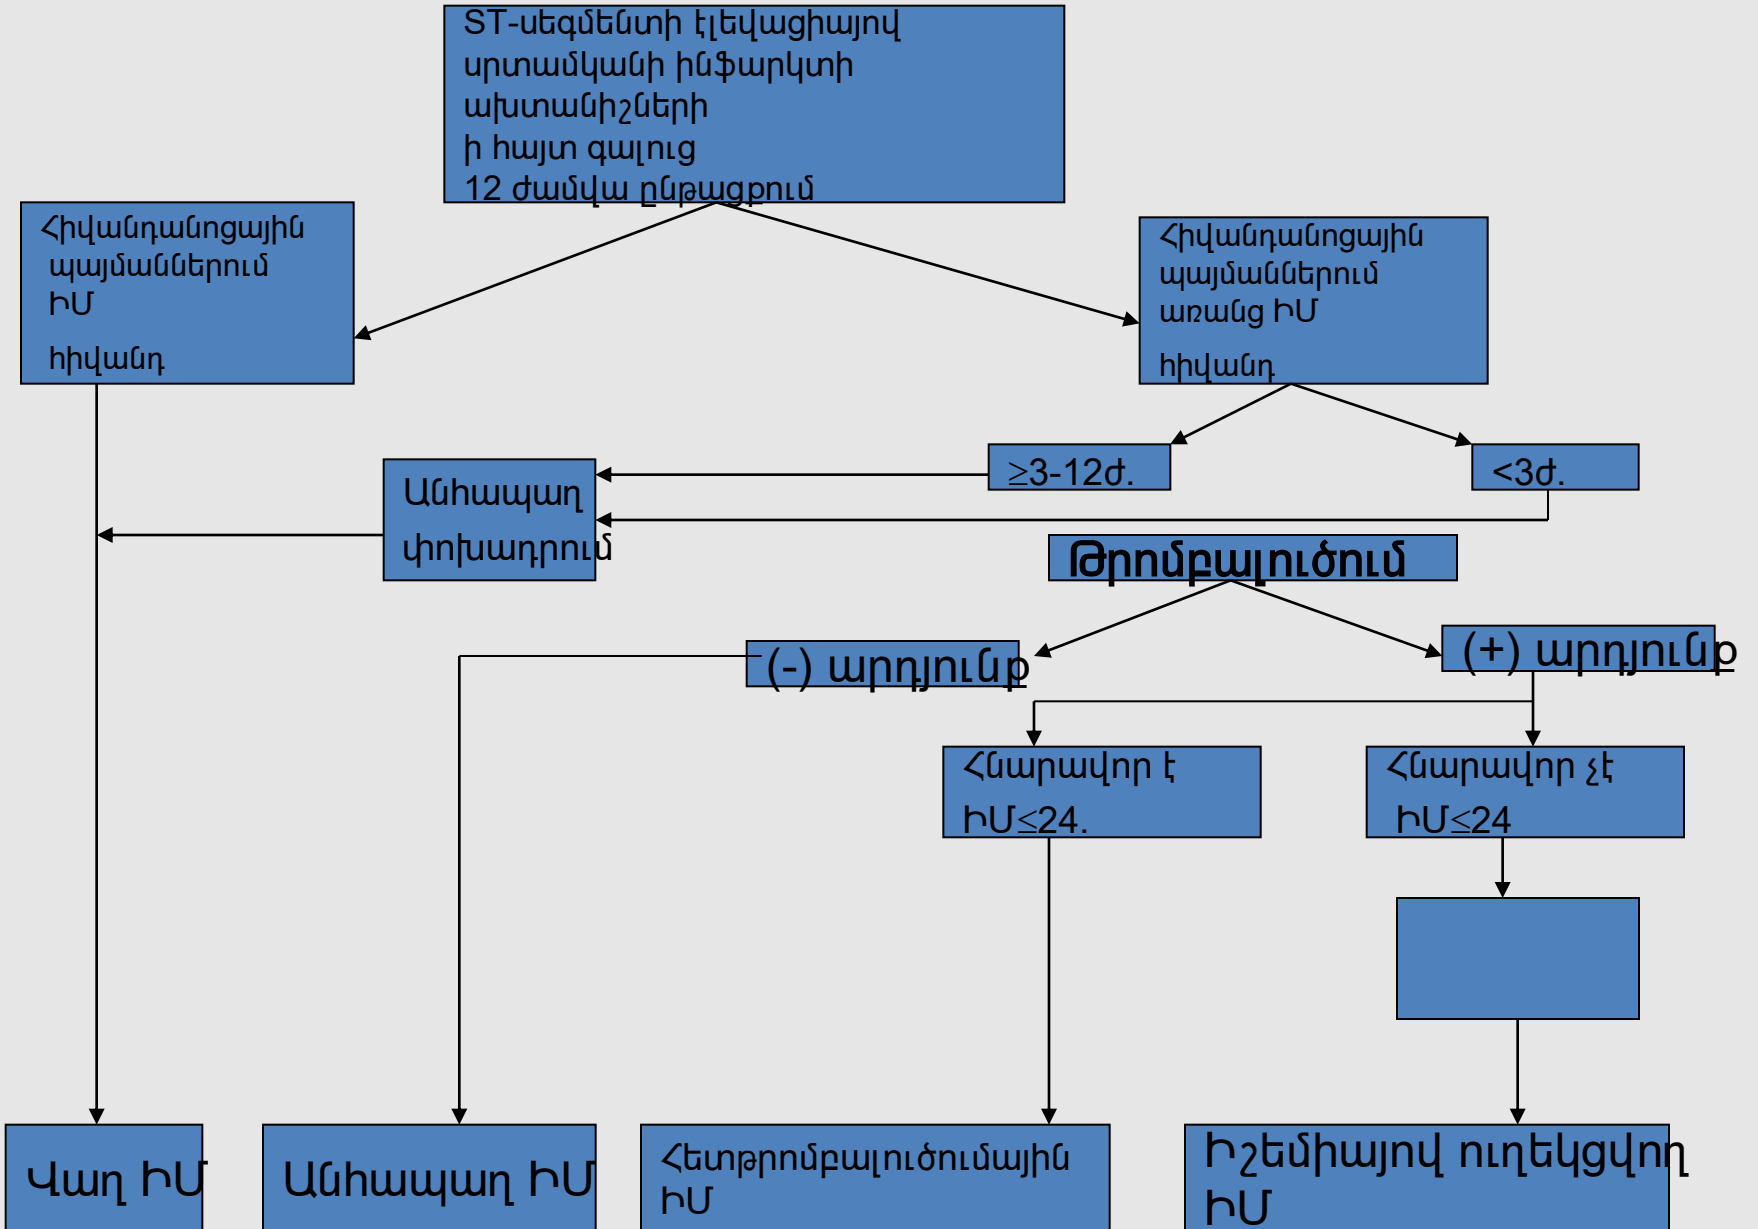 ST-սեգմենտի էլեվացիայով
սրտամկանի ինֆարկտի
ախտանիշների
ի հայտ գալուց
12 ժամվա ընթացքում
Հիվանդանոցային
պայմաններում
ԻՄ
հիվանդ
Հիվանդանոցային
պայմաններում
առանց ԻՄ
հիվանդ
≥3-12ժ.
<3ժ.
Անհապաղ
փոխադրում
Թրոմբալուծում
(-) արդյունք
(+) արդյունք
Հնարավոր է
ԻՄ≤24.
Հնարավոր չէ
ԻՄ≤24
Վաղ ԻՄ
Անհապաղ ԻՄ
Հետթրոմբալուծումային
ԻՄ
Իշեմիայով ուղեկցվող
ԻՄ